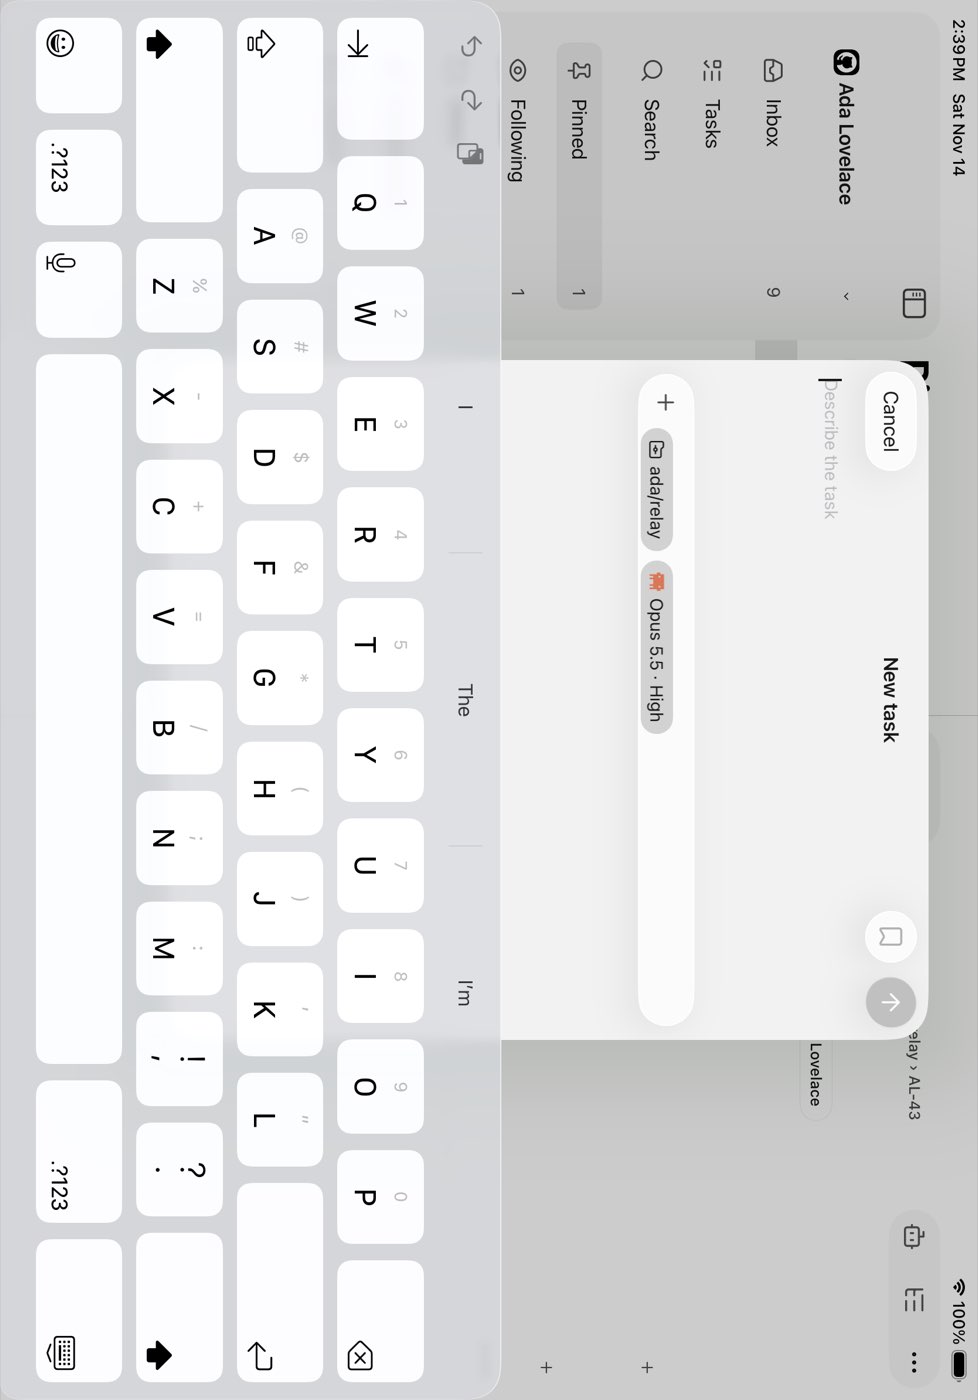 2:39 PM Sat Nov 14
100%
elay › AL-43
Cancel
New task
Ada Lovelace
Describe the task
Lovelace
Inbox 9
Tasks
Search
ada/relay
Opus 5.5 · High
Pinned 1
Following 1
I The I’m
1 2 3 4 5 6 7 8 9 0
Q W E R T Y U I O P
@ # $ & * ( ) ' "
A S D F G H J K L
% - + = / ; : ! ?
Z X C V B N M , .
.?123 .?123